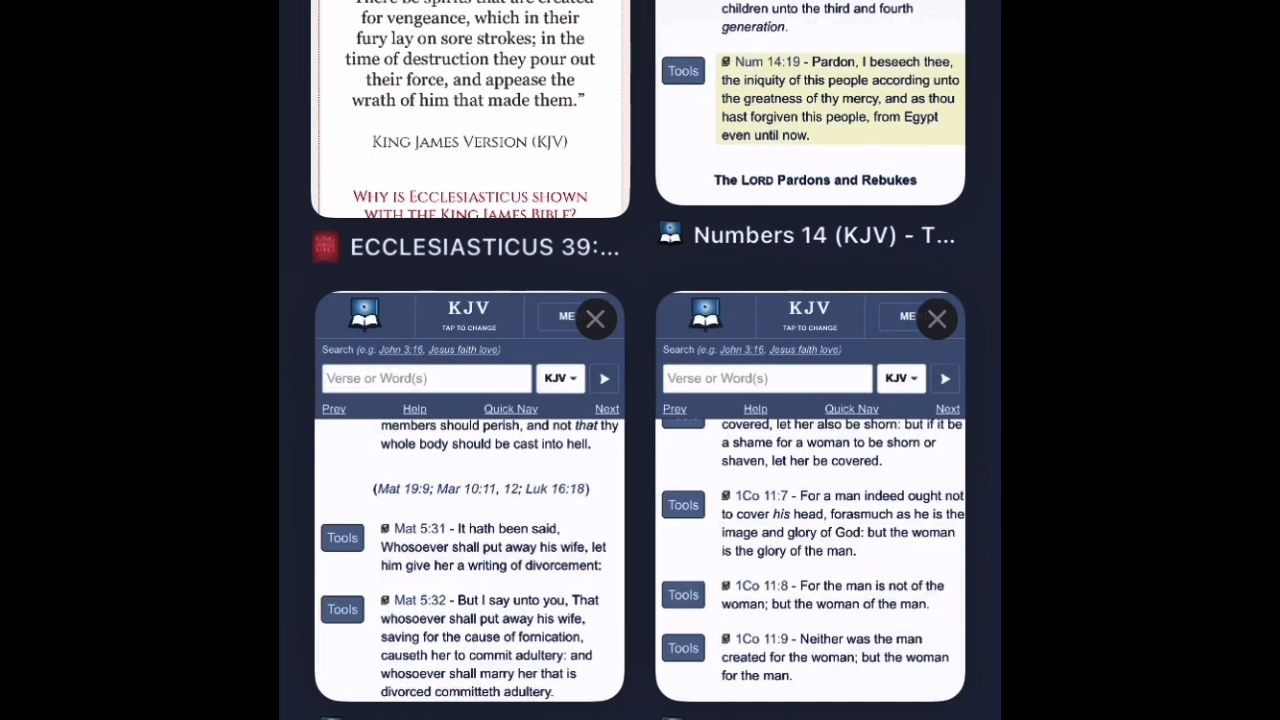 There be spirits that are created
for vengeance, which in their
fury lay on sore strokes; in the
time of destruction they pour out
their force, and appease the
wrath of him that made them.”
King James Version (KJV)
Why is Ecclesiasticus shown
with the King James Bible?
ECCLESIASTICUS 39:...
children unto the third and fourth
generation.
Tools
Num 14:19 - Pardon, I beseech thee,
the iniquity of this people according unto
the greatness of thy mercy, and as thou
hast forgiven this people, from Egypt
even until now.
The LORD Pardons and Rebukes
Numbers 14 (KJV) - T...
KJV
TAP TO CHANGE
ME
Search (e.g. John 3:16, Jesus faith love)
Verse or Word(s)
KJV
Prev Help Quick Nav Next
members should perish, and not that thy
whole body should be cast into hell.
(Mat 19:9; Mar 10:11, 12; Luk 16:18)
Tools
Mat 5:31 - It hath been said,
Whosoever shall put away his wife, let
him give her a writing of divorcement:
Tools
Mat 5:32 - But I say unto you, That
whosoever shall put away his wife,
saving for the cause of fornication,
causeth her to commit adultery: and
whosoever shall marry her that is
divorced committeth adultery.
KJV
TAP TO CHANGE
ME
Search (e.g. John 3:16, Jesus faith love)
Verse or Word(s)
KJV
Prev Help Quick Nav Next
covered, let her also be shorn: but if it be
a shame for a woman to be shorn or
shaven, let her be covered.
Tools
1Co 11:7 - For a man indeed ought not
to cover his head, forasmuch as he is the
image and glory of God: but the woman
is the glory of the man.
Tools
1Co 11:8 - For the man is not of the
woman; but the woman of the man.
Tools
1Co 11:9 - Neither was the man
created for the woman; but the woman
for the man.